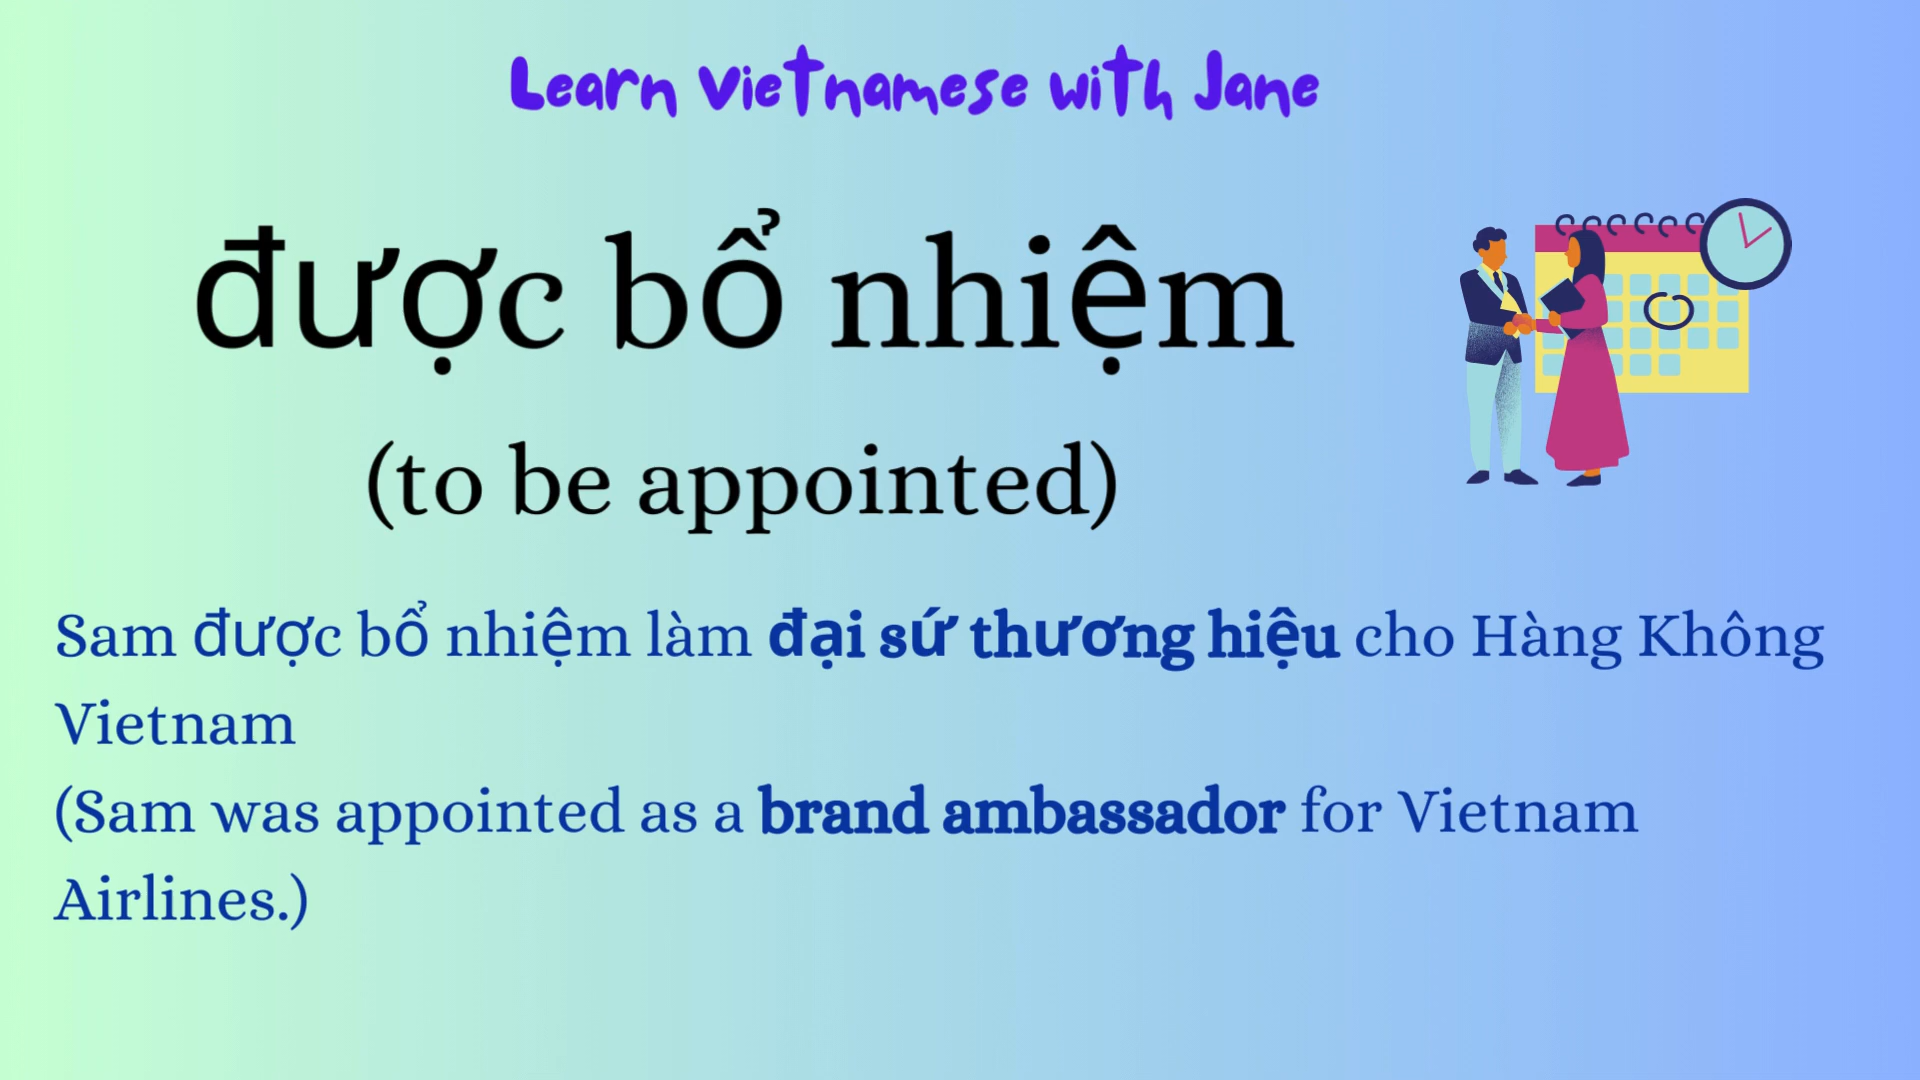 Learn Vietnamese with Jane
được bổ nhiệm
(to be appointed)
Sam được bổ nhiệm làm đại sứ thương hiệu cho Hàng Không
Vietnam
(Sam was appointed as a brand ambassador for Vietnam
Airlines.)